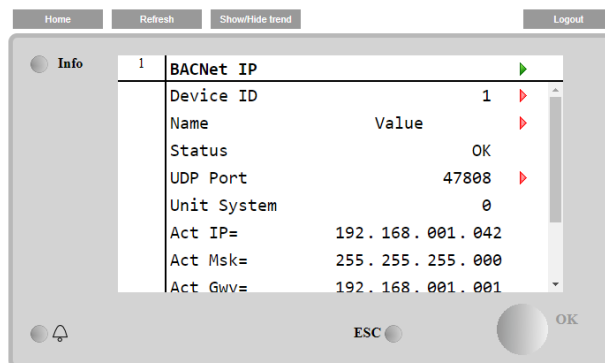 Home Refresh Show/Hide trend Logout
Info
1 BACNet IP
Device ID 1
Name Value
Status OK
UDP Port 47808
Unit System 0
Act IP= 192.168.001.042
Act Msk= 255.255.255.000
Act Gwy= 192.168.001.001
ESC OK